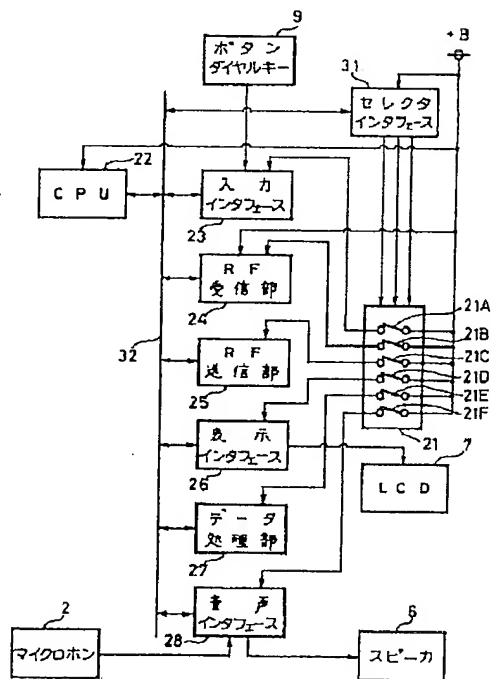 9
ボタン
ダイヤルキー
+B
31
セレクタ
インタフェース
22
CPU
入力
インタフェース
23
RF
受信部
24
21A
21B
21C
21D
21E
21F
21
32
RF
送信部
25
表示
インタフェース
26
7
LCD
データ
処理部
27
音声
インタフェース
28
2
マイクロホン
6
スピーカ